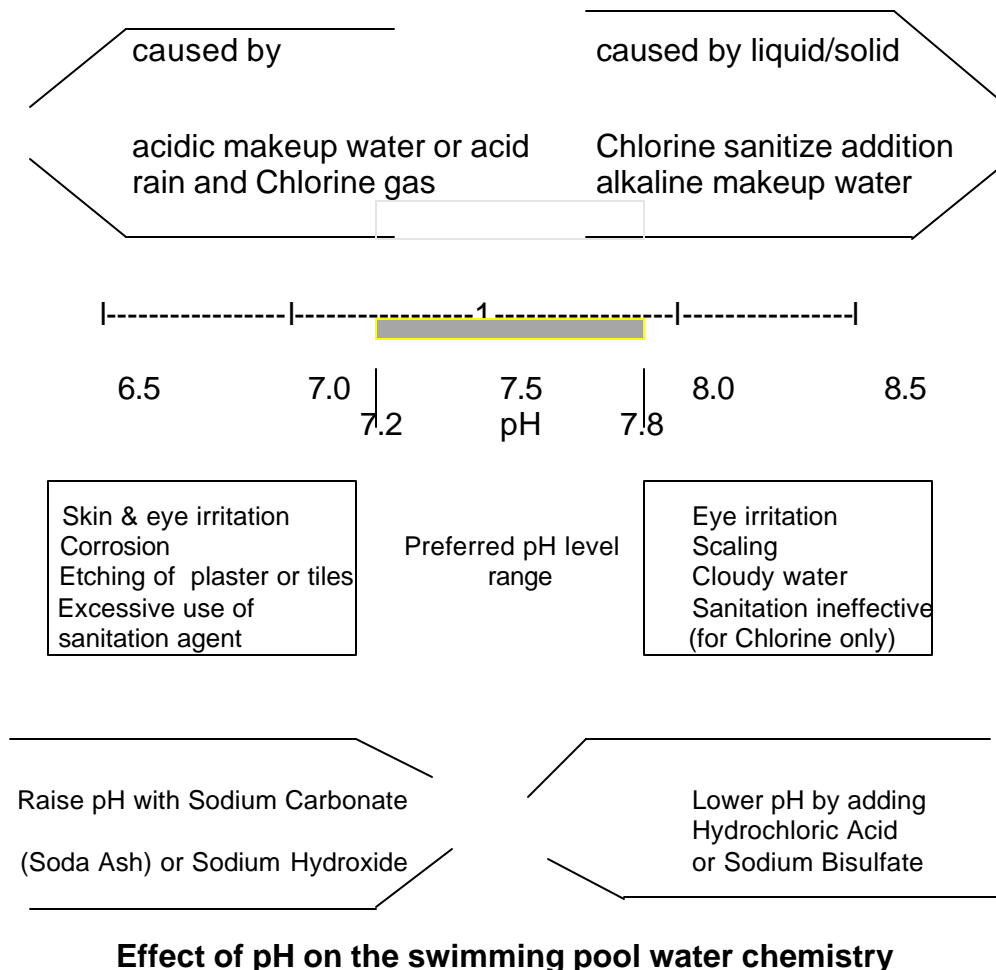 caused by
acidic makeup water or acid
rain and Chlorine gas
caused by liquid/solid
Chlorine sanitize addition
alkaline makeup water
|-----------------|-----------------1-----------------|----------------|
6.5 7.0 7.5 8.0 8.5
7.2 pH 7.8
Skin & eye irritation
Corrosion
Etching of plaster or tiles
Excessive use of
sanitation agent
Preferred pH level
range
Eye irritation
Scaling
Cloudy water
Sanitation ineffective
(for Chlorine only)
Raise pH with Sodium Carbonate
(Soda Ash) or Sodium Hydroxide
Lower pH by adding
Hydrochloric Acid
or Sodium Bisulfate
Effect of pH on the swimming pool water chemistry